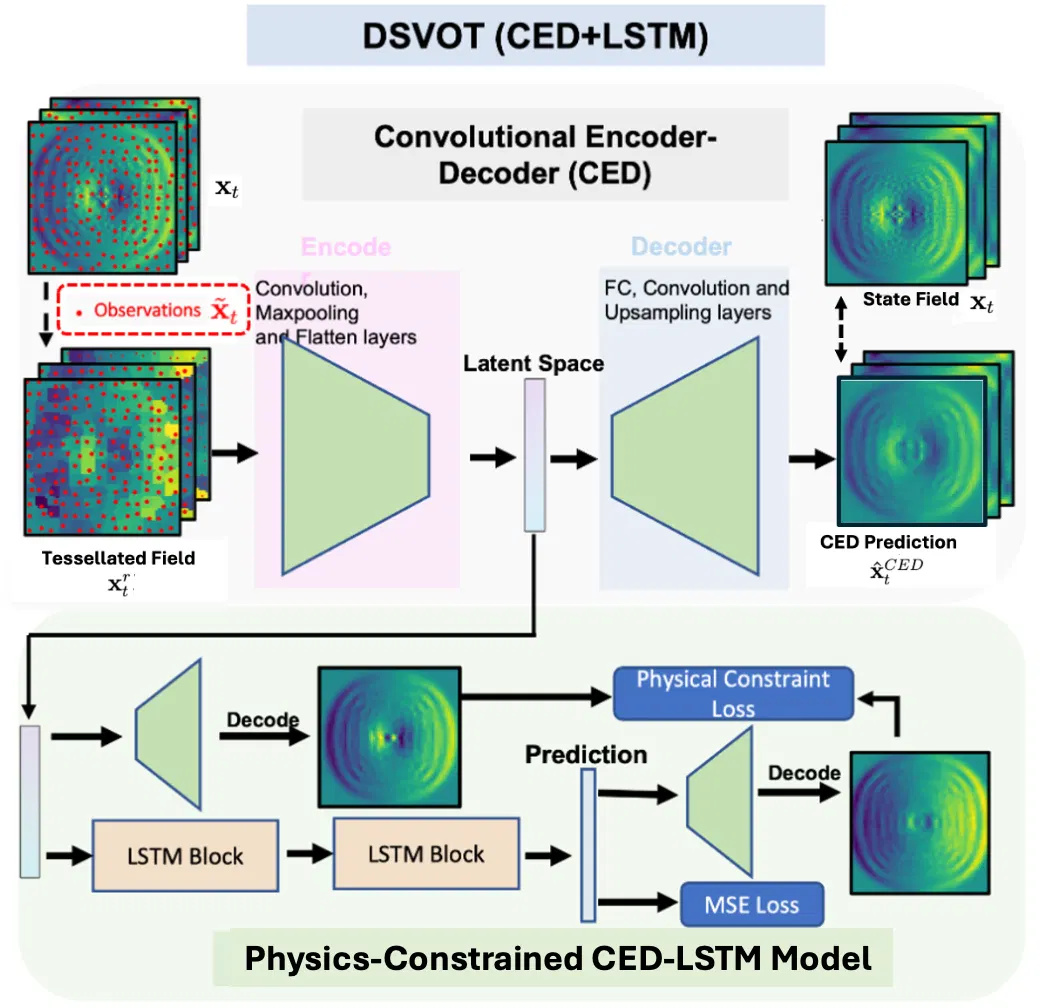 DSVOT (CED+LSTM)
Convolutional Encoder-
Decoder (CED)
x_t
Encode
Decoder
Convolution,
Maxpooling
and Flatten layers
FC, Convolution and
Upsampling layers
State Field x_t
Observations x̃_t
Latent Space
Tessellated Field
x_t^r
CED Prediction
x̂_t^{CED}
Physical Constraint
Loss
Decode
Prediction
Decode
LSTM Block
LSTM Block
MSE Loss
Physics-Constrained CED-LSTM Model